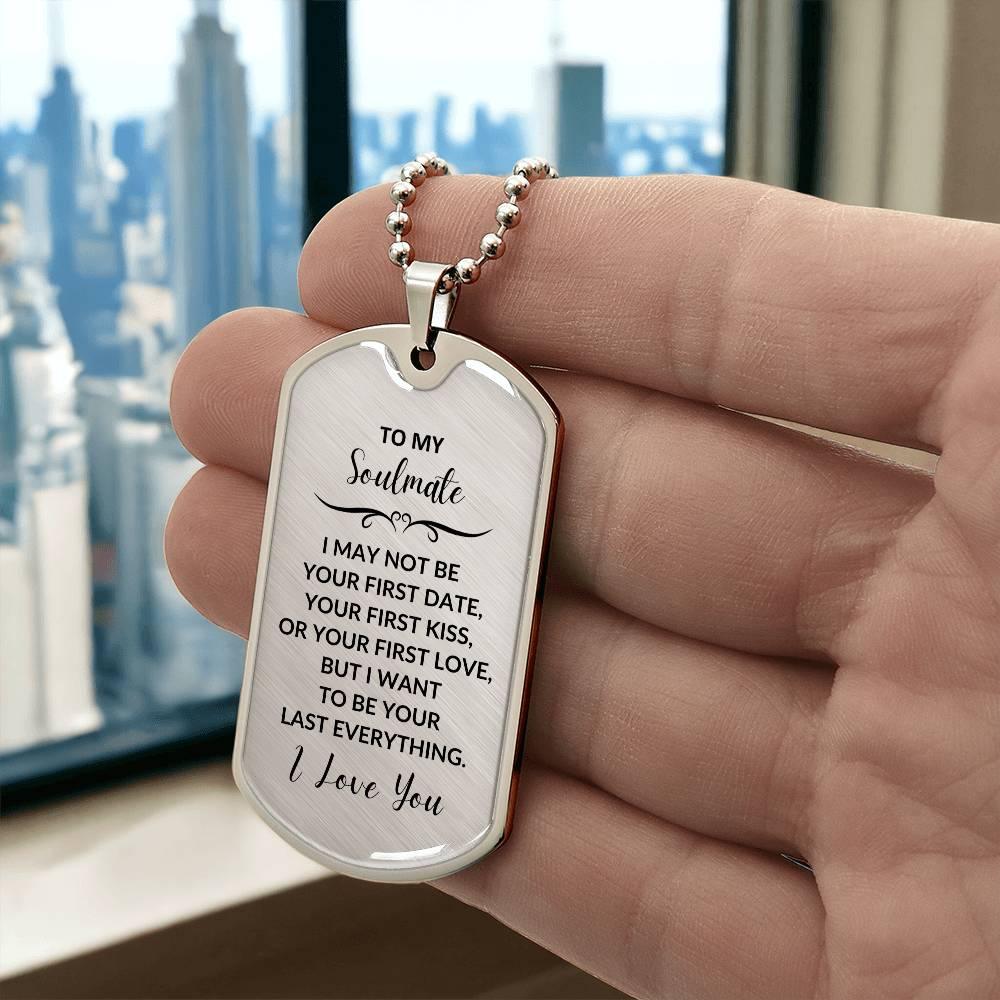 TO MY
Soulmate
I MAY NOT BE
YOUR FIRST DATE,
YOUR FIRST KISS,
OR YOUR FIRST LOVE,
BUT I WANT
TO BE YOUR
LAST EVERYTHING.
I Love You